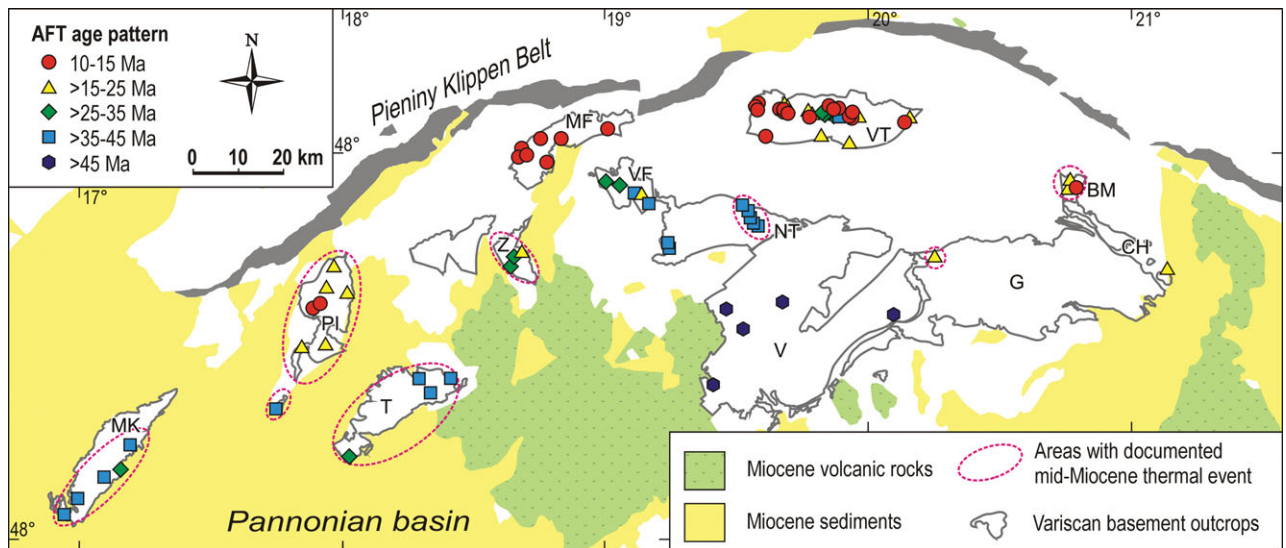 18°
19°
20°
21°
AFT age pattern
N
10-15 Ma
>15-25 Ma
>25-35 Ma
>35-45 Ma
>45 Ma
0 10 20 km
Pieniny Klippen Belt
48°
17°
MF
VT
VF
BM
NT
CH
Z
G
PI
V
T
MK
48°
Pannonian basin
Miocene volcanic rocks
Miocene sediments
Areas with documented
mid-Miocene thermal event
Variscan basement outcrops